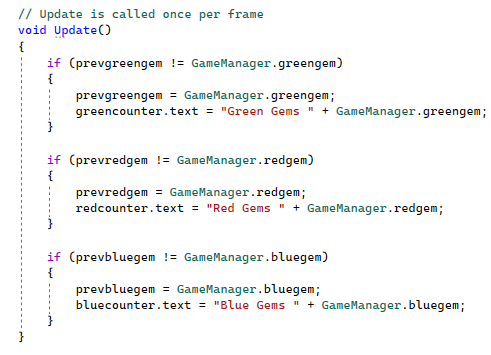 // Update is called once per frame
void Update()
{
if (prevgreengem != GameManager.greengem)
{
prevgreengem = GameManager.greengem;
greencounter.text = "Green Gems " + GameManager.greengem;
}
if (prevredgem != GameManager.redgem)
{
prevredgem = GameManager.redgem;
redcounter.text = "Red Gems " + GameManager.redgem;
}
if (prevbluegem != GameManager.bluegem)
{
prevbluegem = GameManager.bluegem;
bluecounter.text = "Blue Gems " + GameManager.bluegem;
}
}